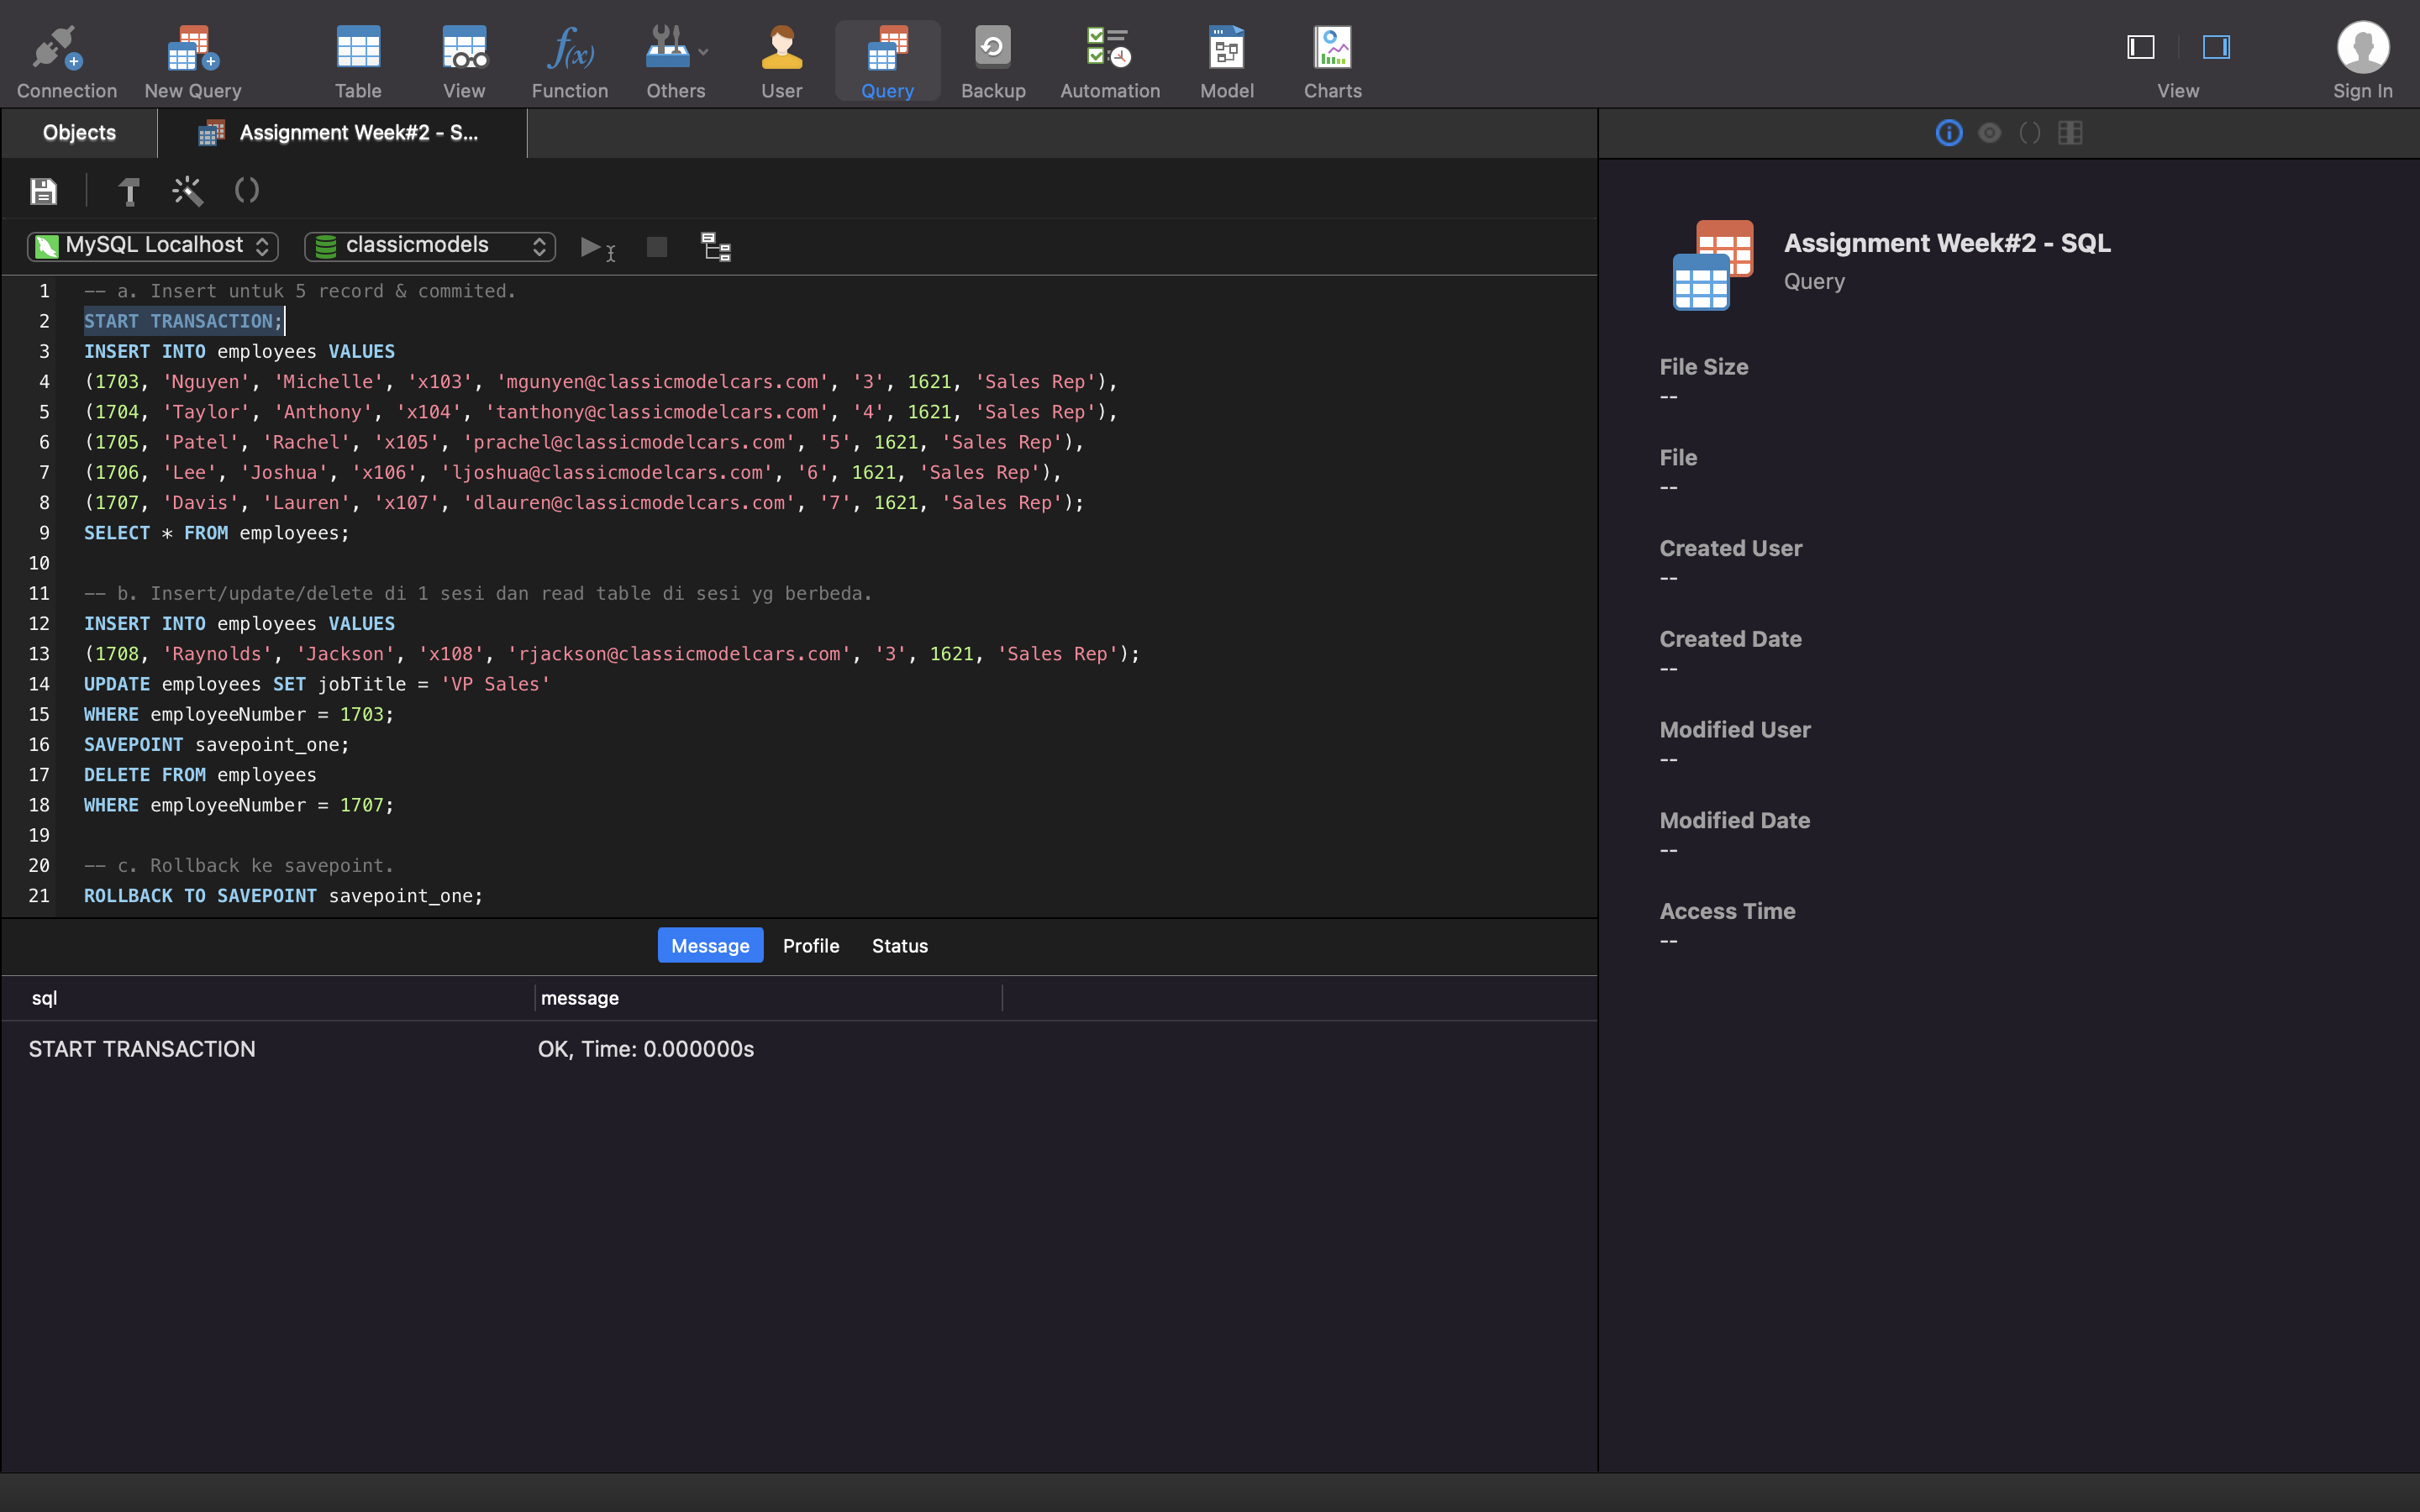 Connection New Query Table View Function Others User Query Backup Automation Model Charts View Sign In
Objects Assignment Week#2 - S...
MySQL Localhost classicmodels
1 -- a. Insert untuk 5 record & commited.
2 START TRANSACTION;
3 INSERT INTO employees VALUES
4 (1703, 'Nguyen', 'Michelle', 'x103', 'mgunyen@classicmodelcars.com', '3', 1621, 'Sales Rep'),
5 (1704, 'Taylor', 'Anthony', 'x104', 'tanthony@classicmodelcars.com', '4', 1621, 'Sales Rep'),
6 (1705, 'Patel', 'Rachel', 'x105', 'prachel@classicmodelcars.com', '5', 1621, 'Sales Rep'),
7 (1706, 'Lee', 'Joshua', 'x106', 'ljoshua@classicmodelcars.com', '6', 1621, 'Sales Rep'),
8 (1707, 'Davis', 'Lauren', 'x107', 'dlauren@classicmodelcars.com', '7', 1621, 'Sales Rep');
9 SELECT * FROM employees;
10
11 -- b. Insert/update/delete di 1 sesi dan read table di sesi yg berbeda.
12 INSERT INTO employees VALUES
13 (1708, 'Raynolds', 'Jackson', 'x108', 'rjackson@classicmodelcars.com', '3', 1621, 'Sales Rep');
14 UPDATE employees SET jobTitle = 'VP Sales'
15 WHERE employeeNumber = 1703;
16 SAVEPOINT savepoint_one;
17 DELETE FROM employees
18 WHERE employeeNumber = 1707;
19
20 -- c. Rollback ke savepoint.
21 ROLLBACK TO SAVEPOINT savepoint_one;
Message Profile Status
sql message
START TRANSACTION OK, Time: 0.000000s
Assignment Week#2 - SQL
Query
File Size
--
File
--
Created User
--
Created Date
--
Modified User
--
Modified Date
--
Access Time
--